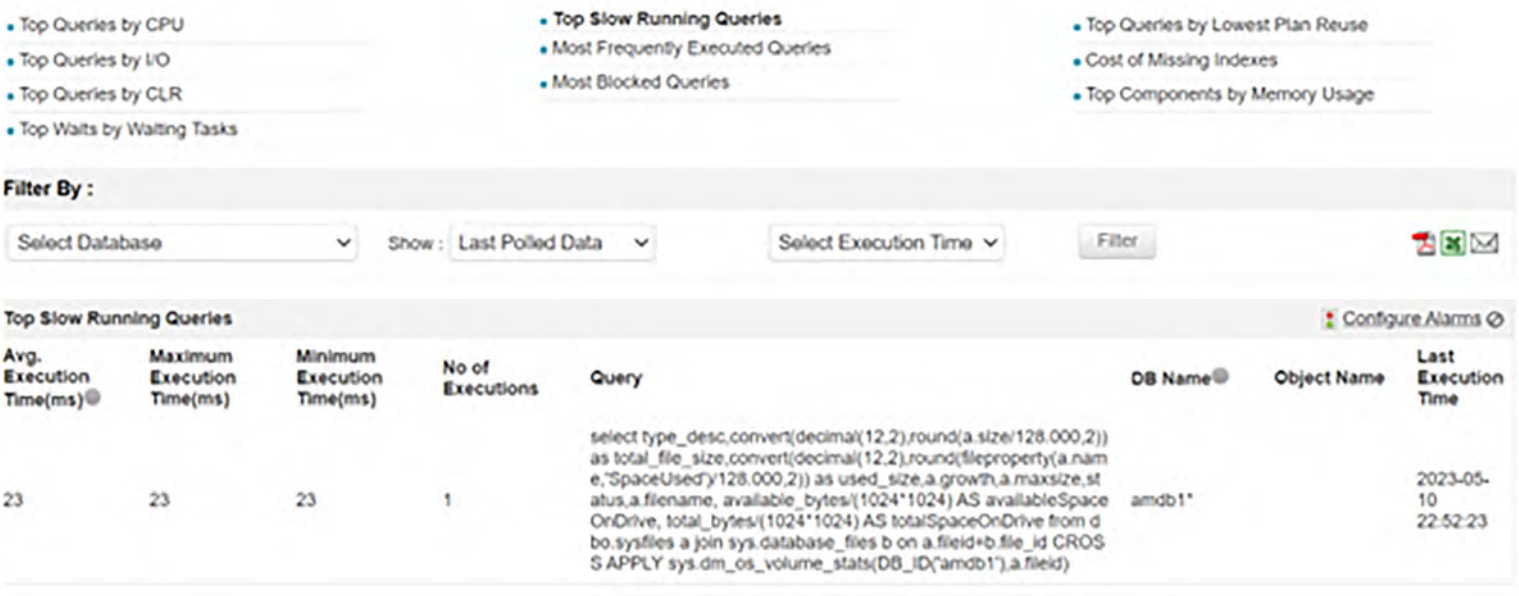 Top Queries by CPU
Top Queries by I/O
Top Queries by CLR
Top Waits by Waiting Tasks
Top Slow Running Queries
Most Frequently Executed Queries
Most Blocked Queries
Top Queries by Lowest Plan Reuse
Cost of Missing Indexes
Top Components by Memory Usage
Filter By :
Select Database
Show :
Last Polled Data
Select Execution Time
Filter
Top Slow Running Queries
Configure Alarms
Avg.
Execution
Time(ms)
Maximum
Execution
Time(ms)
Minimum
Execution
Time(ms)
No of
Executions
Query
DB Name
Object Name
Last
Execution
Time
23
23
23
1
select type_desc,convert(decimal(12,2),round(a.size/128.000,2))
as total_file_size,convert(decimal(12,2),round(fileproperty(a.nam
e,"SpaceUsed")/128.000,2)) as used_size,a.growth,a.maxsize,st
atus,a.filename, available_bytes/(1024*1024) AS availableSpace
OnDrive, total_bytes/(1024*1024) AS totalSpaceOnDrive from d
bo.sysfiles a join sys.database_files b on a.fileid=b.file_id CROS
S APPLY sys.dm_os_volume_stats(DB_ID("amdb1"),a.fileid)
amdb1"
2023-05-
10
22:52:23